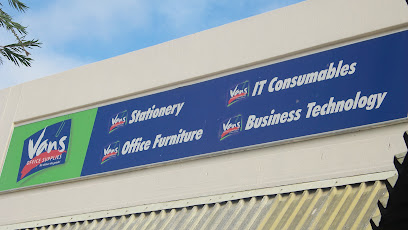 Vans
OFFICE SUPPLIES
Vans Stationery
Vans Office Furniture
Vans IT Consumables
Vans Business Technology